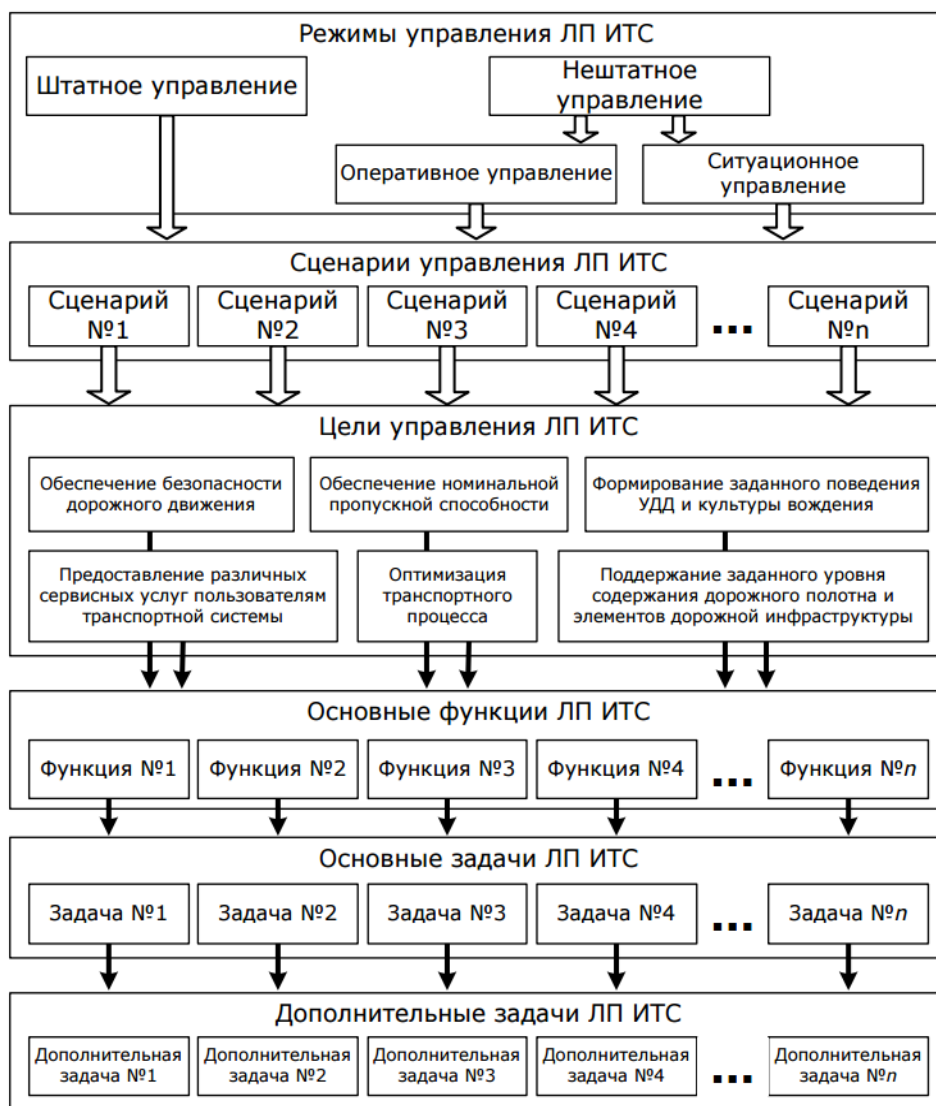 Режимы управления ЛП ИТС
Штатное управление
Нештатное
управление
Оперативное управление
Ситуационное
управление
Сценарии управления ЛП ИТС
Сценарий
№1
Сценарий
№2
Сценарий
№3
Сценарий
№4
...
Сценарий
№n
Цели управления ЛП ИТС
Обеспечение безопасности
дорожного движения
Обеспечение номинальной
пропускной способности
Формирование заданного поведения
УДД и культуры вождения
Предоставление различных
сервисных услуг пользователям
транспортной системы
Оптимизация
транспортного
процесса
Поддержание заданного уровня
содержания дорожного полотна и
элементов дорожной инфраструктуры
Основные функции ЛП ИТС
Функция №1
Функция №2
Функция №3
Функция №4
...
Функция №n
Основные задачи ЛП ИТС
Задача №1
Задача №2
Задача №3
Задача №4
...
Задача №n
Дополнительные задачи ЛП ИТС
Дополнительная
задача №1
Дополнительная
задача №2
Дополнительная
задача №3
Дополнительная
задача №4
...
Дополнительная
задача №n